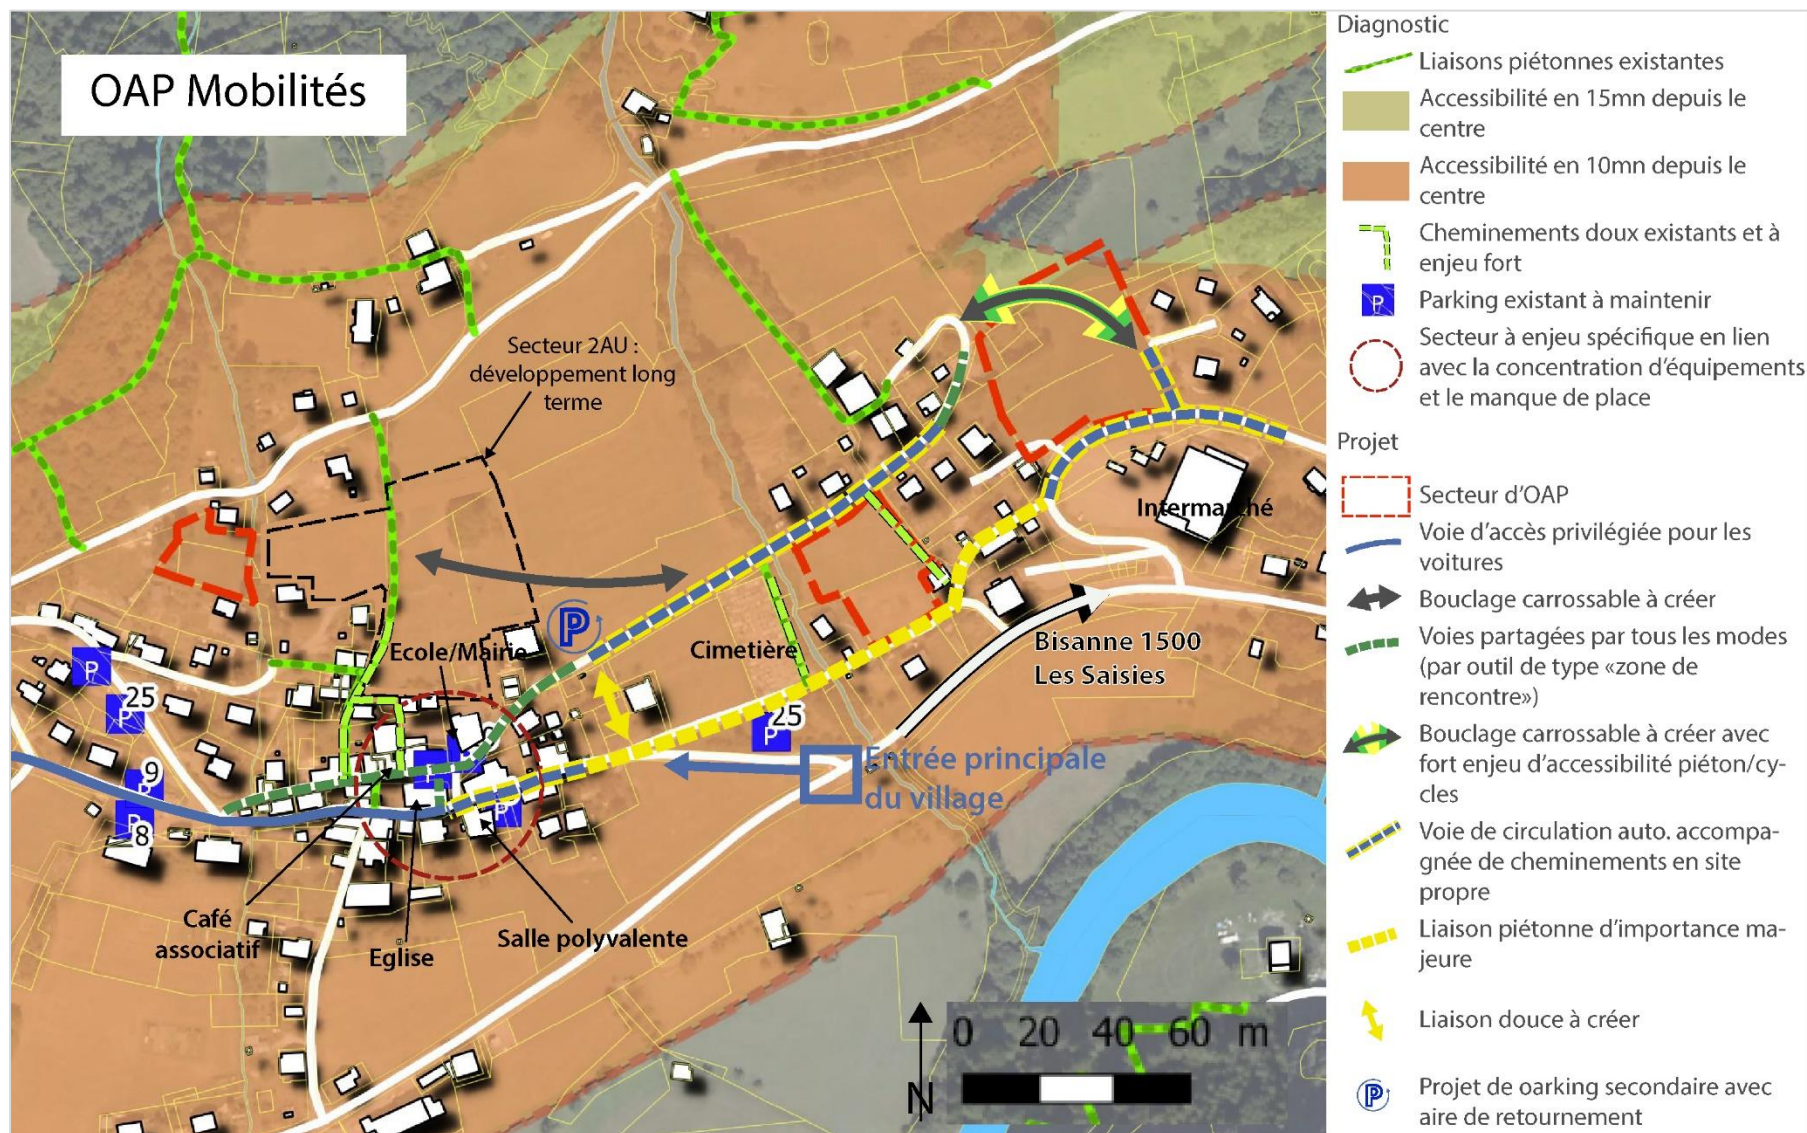 OAP Mobilités
Secteur 2AU :
développement long
terme
Ecole/Mairie
Cimetière
Intermarché
Bisanne 1500
Les Saisies
Entrée principale
du village
P
P
25
P
9
P
8
P
25
P
P
Café
associatif
Eglise
Salle polyvalente
N
0 20 40 60 m
Diagnostic
Liaisons piétonnes existantes
Accessibilité en 15mn depuis le
centre
Accessibilité en 10mn depuis le
centre
Cheminements doux existants et à
enjeu fort
P
Parking existant à maintenir
Secteur à enjeu spécifique en lien
avec la concentration d'équipements
et le manque de place
Projet
Secteur d'OAP
Voie d'accès privilégiée pour les
voitures
Bouclage carrossable à créer
Voies partagées par tous les modes
(par outil de type «zone de
rencontre»)
Bouclage carrossable à créer avec
fort enjeu d'accessibilité piéton/cy-
cles
Voie de circulation auto. accompa-
gnée de cheminements en site
propre
Liaison piétonne d'importance ma-
jeure
Liaison douce à créer
P
Projet de oarking secondaire avec
aire de retournement